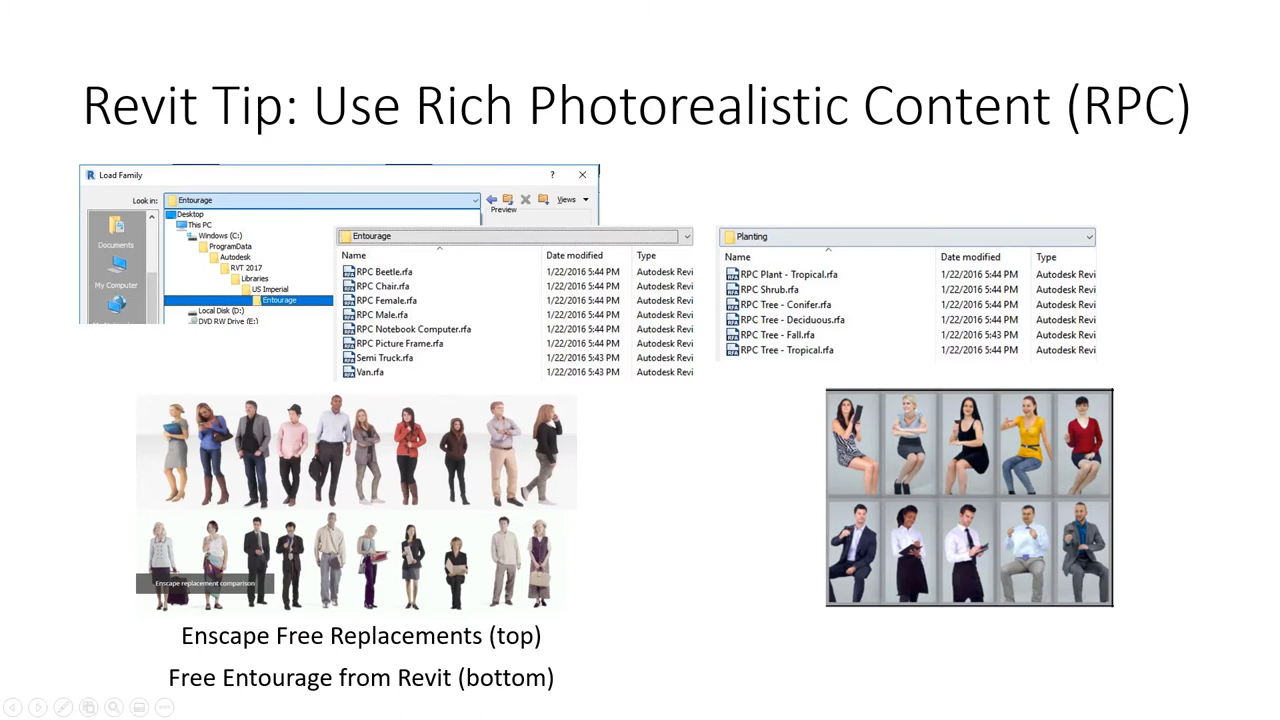 Revit Tip: Use Rich Photorealistic Content (RPC)
R Load Family
? ×
Look in: Entourage
Views
Preview
Desktop
This PC
Windows (C:)
ProgramData
Autodesk
RVT 2017
Libraries
US Imperial
Entourage
Local Disk (D:)
DVD RW Drive (E:)
Documents
My Computer
Entourage
Name Date modified Type
RPC Beetle.rfa 1/22/2016 5:44 PM Autodesk Revi
RPC Chair.rfa 1/22/2016 5:44 PM Autodesk Revi
RPC Female.rfa 1/22/2016 5:44 PM Autodesk Revi
RPC Male.rfa 1/22/2016 5:44 PM Autodesk Revi
RPC Notebook Computer.rfa 1/22/2016 5:44 PM Autodesk Revi
RPC Picture Frame.rfa 1/22/2016 5:44 PM Autodesk Revi
Semi Truck.rfa 1/22/2016 5:43 PM Autodesk Revi
Van.rfa 1/22/2016 5:43 PM Autodesk Revi
Planting
Name Date modified Type
RPC Plant - Tropical.rfa 1/22/2016 5:44 PM Autodesk Revi
RPC Shrub.rfa 1/22/2016 5:44 PM Autodesk Revi
RPC Tree - Conifer.rfa 1/22/2016 5:44 PM Autodesk Revi
RPC Tree - Deciduous.rfa 1/22/2016 5:44 PM Autodesk Revi
RPC Tree - Fall.rfa 1/22/2016 5:43 PM Autodesk Revi
RPC Tree - Tropical.rfa 1/22/2016 5:44 PM Autodesk Revi
Enscape replacement comparison
Enscape Free Replacements (top)
Free Entourage from Revit (bottom)